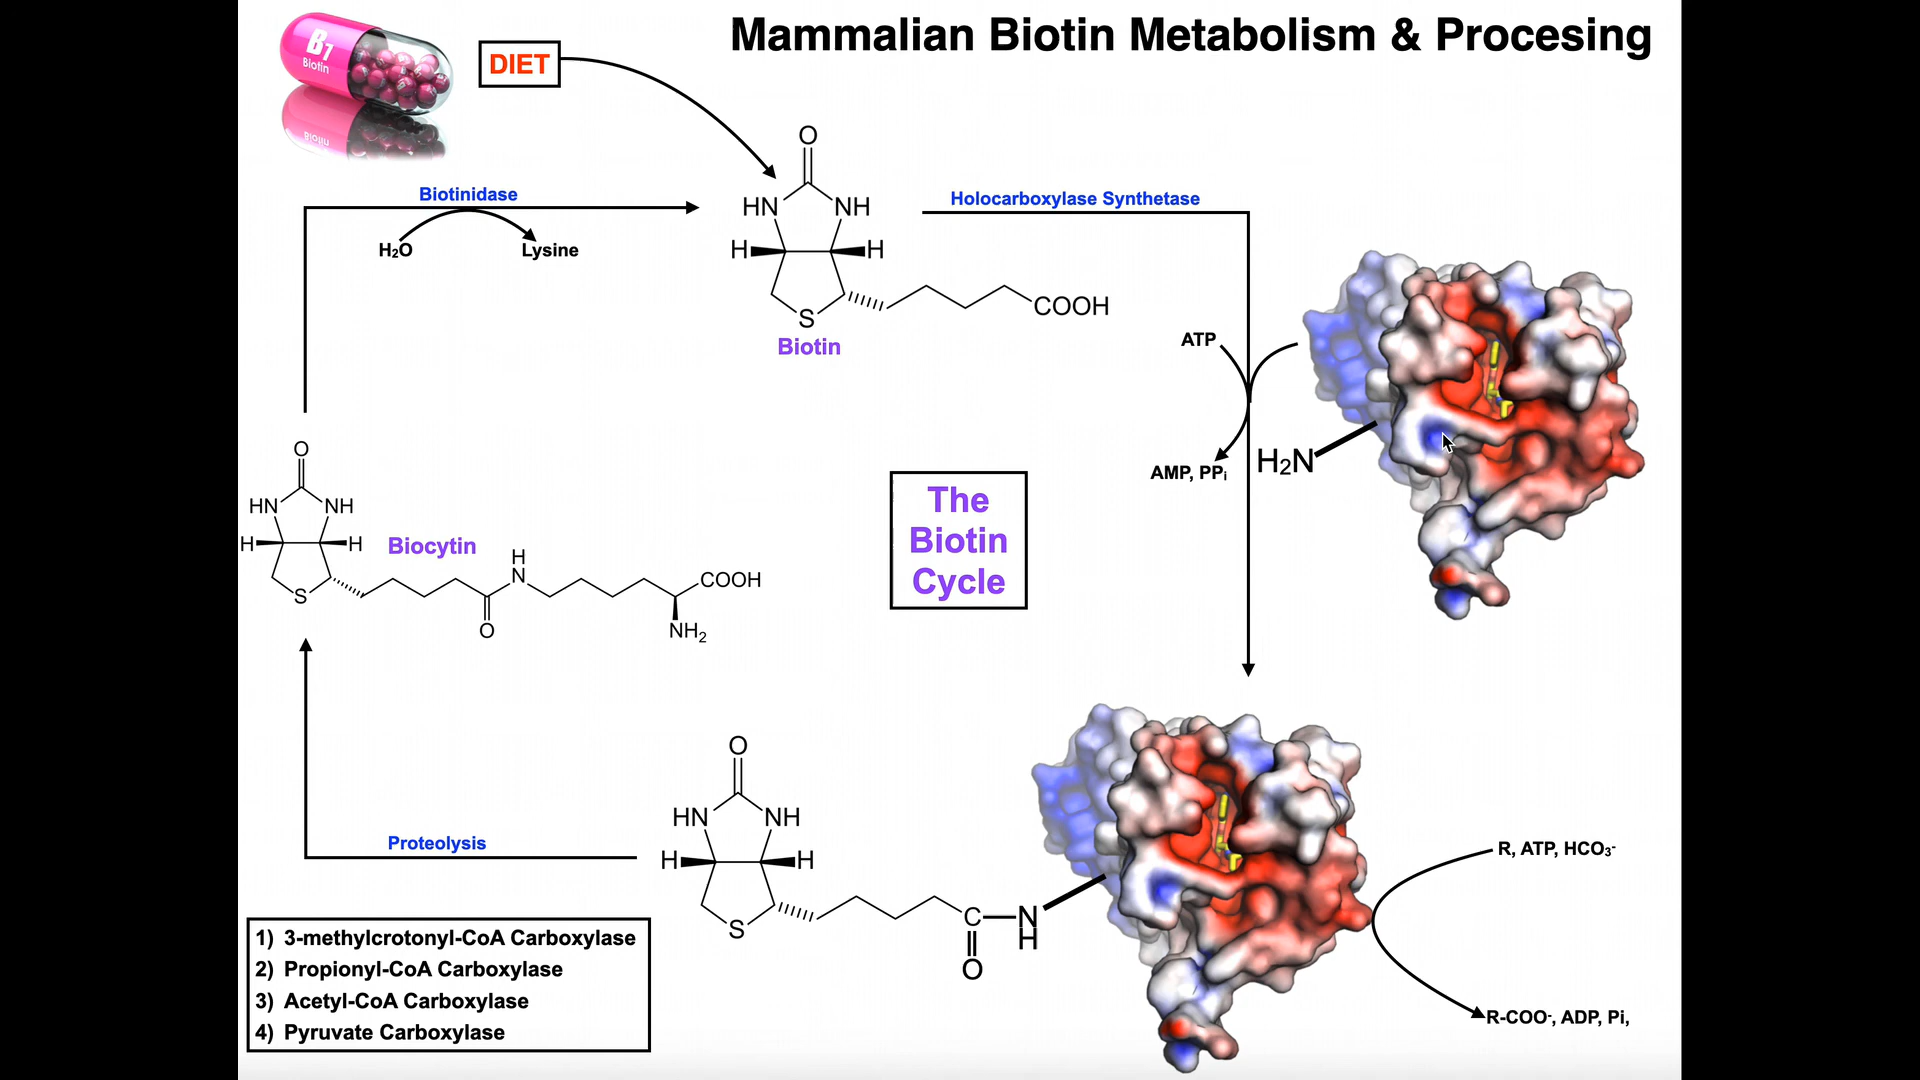 Mammalian Biotin Metabolism & Procesing
B7
Biotin
DIET
Biotinidase
H₂O
Lysine
O
HN
NH
H
H
S
COOH
Biotin
Holocarboxylase Synthetase
ATP
AMP, PPi
H2N
The
Biotin
Cycle
O
HN
NH
H
H
S
Biocytin
H
N
O
COOH
NH₂
Proteolysis
O
HN
NH
H
H
S
C
O
N
H
R, ATP, HCO₃⁻
R-COO⁻, ADP, Pi,
1) 3-methylcrotonyl-CoA Carboxylase
2) Propionyl-CoA Carboxylase
3) Acetyl-CoA Carboxylase
4) Pyruvate Carboxylase